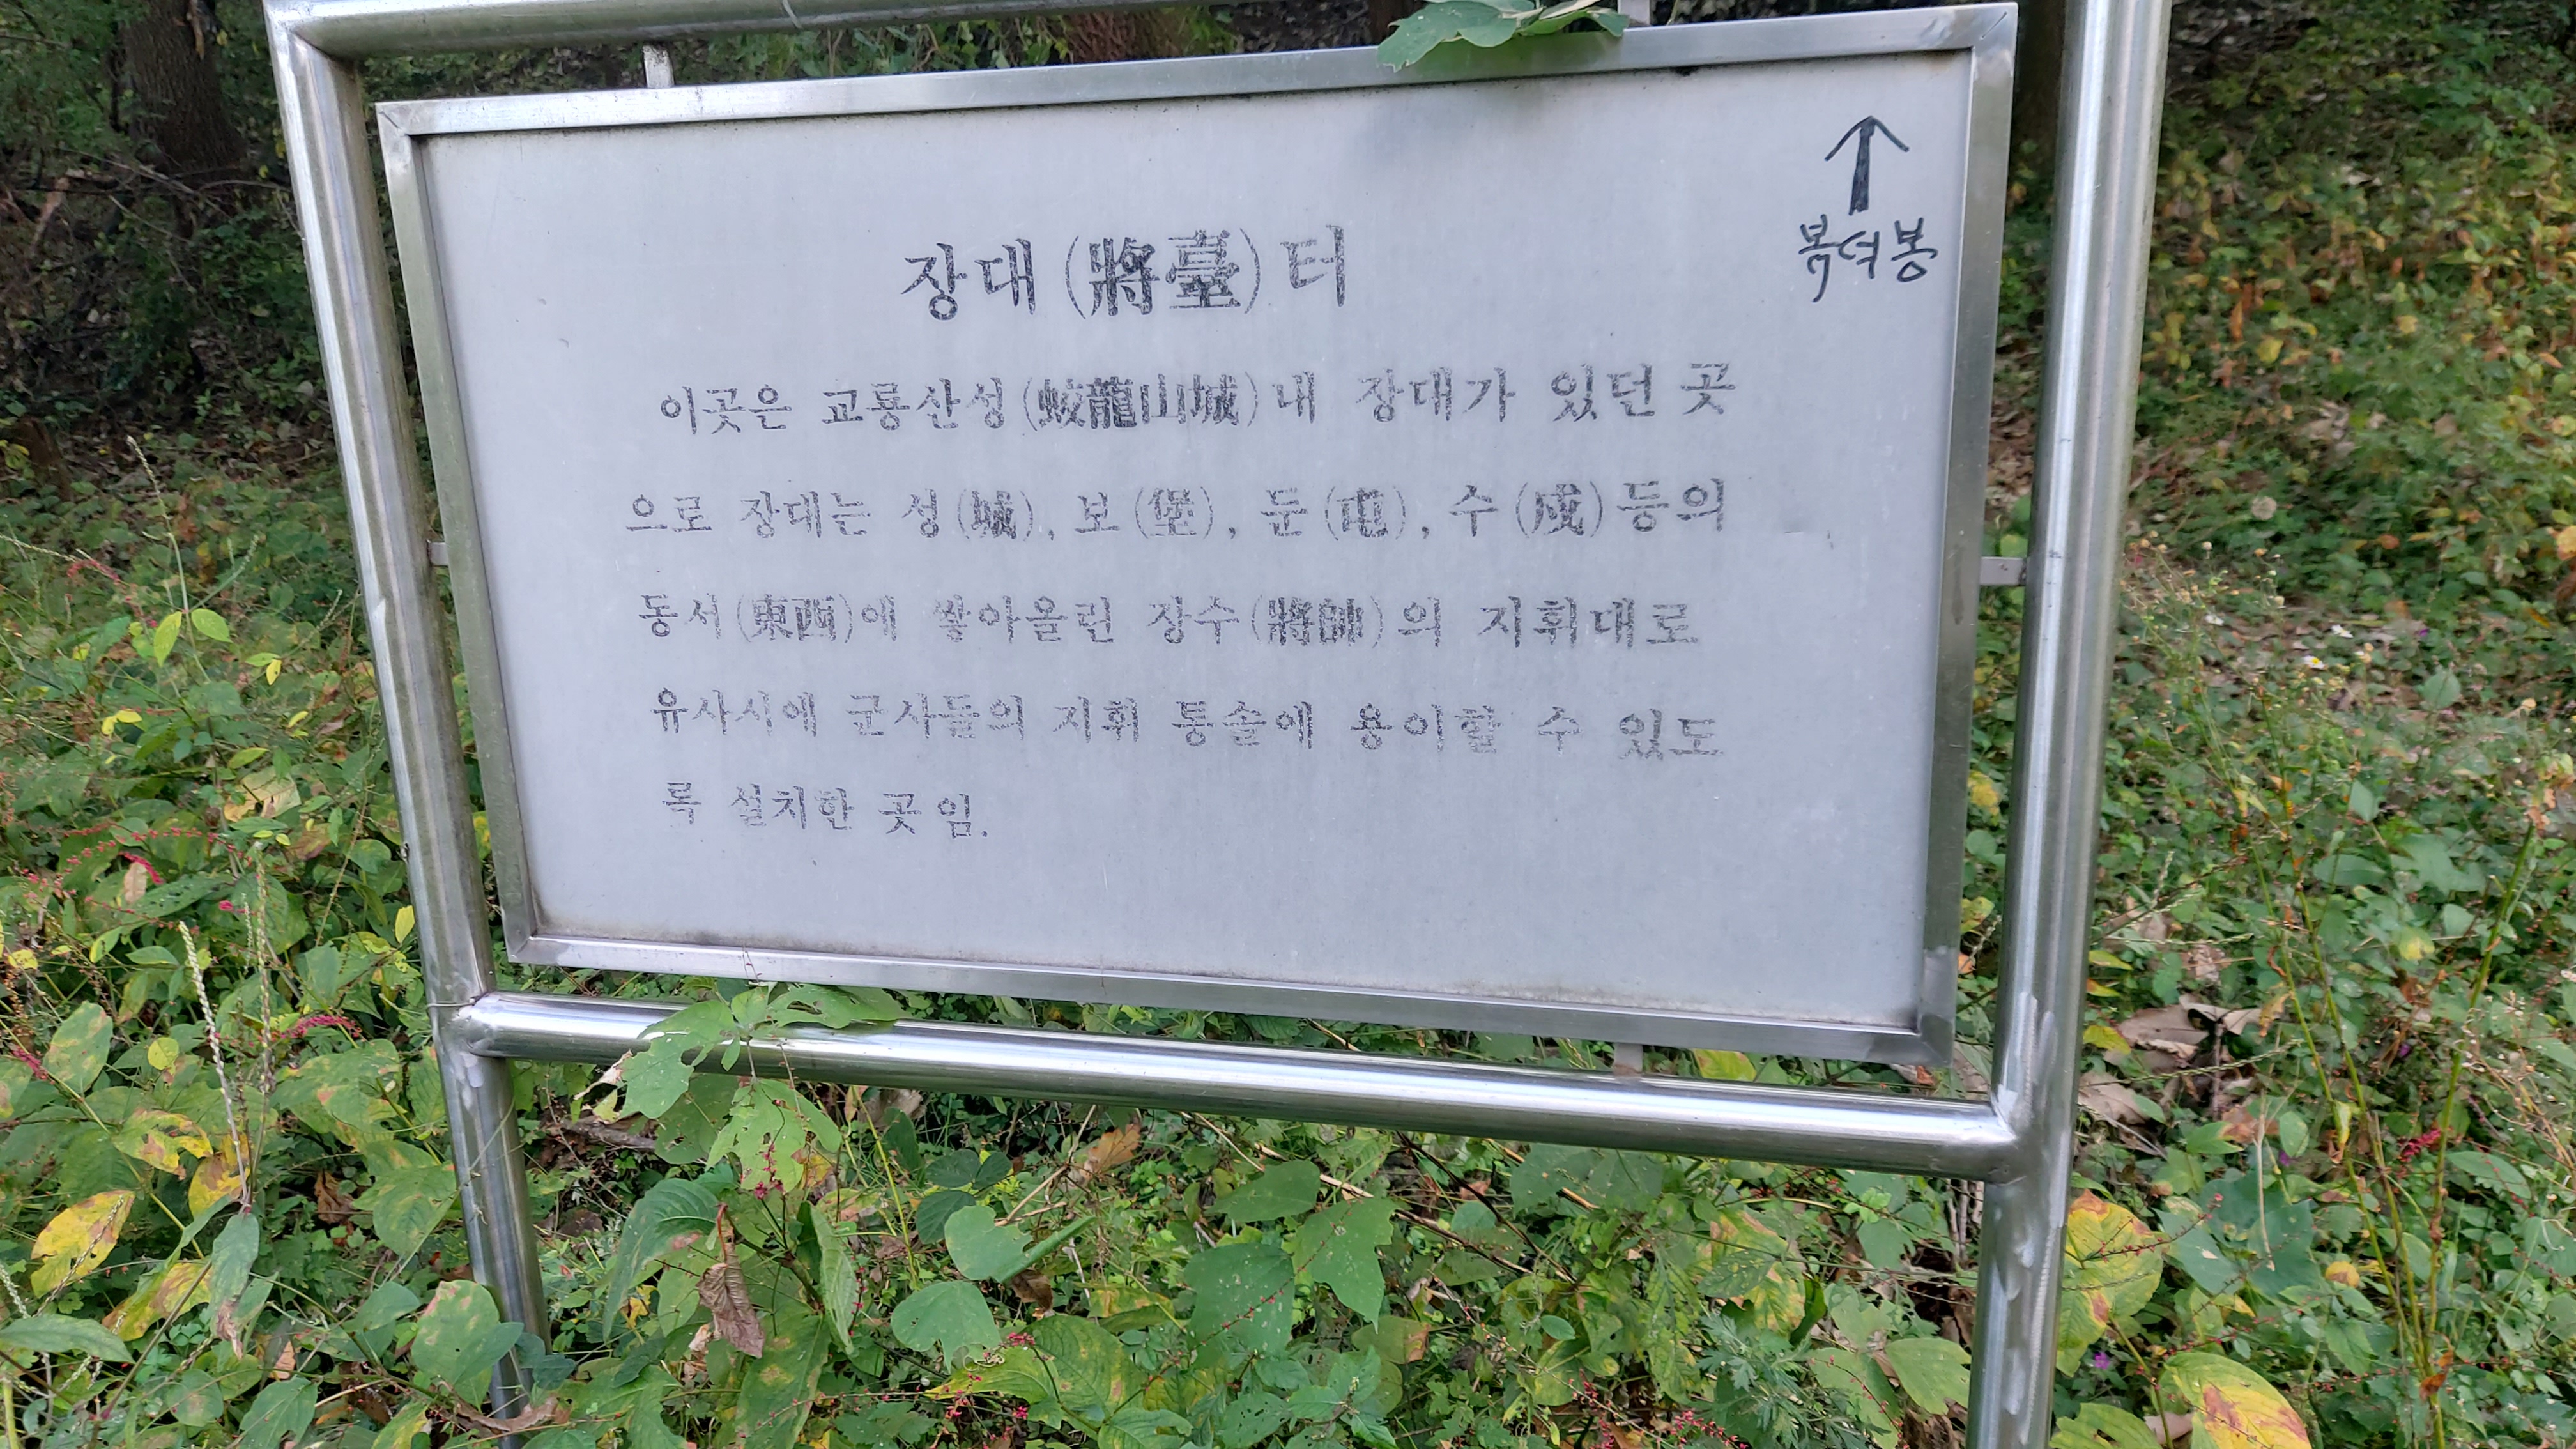 장대(將臺)터
이곳은 교룡산성(蛟龍山城)내 장대가 있던 곳
으로 장대는 성(城), 보(堡), 둔(屯), 수(戍)등의
동서(東西)에 쌓아올린 장수(將帥)의 지휘대로
유사시에 군사들의 지휘 통솔에 용이할 수 있도
록 설치한 곳임.
↑
복덕봉